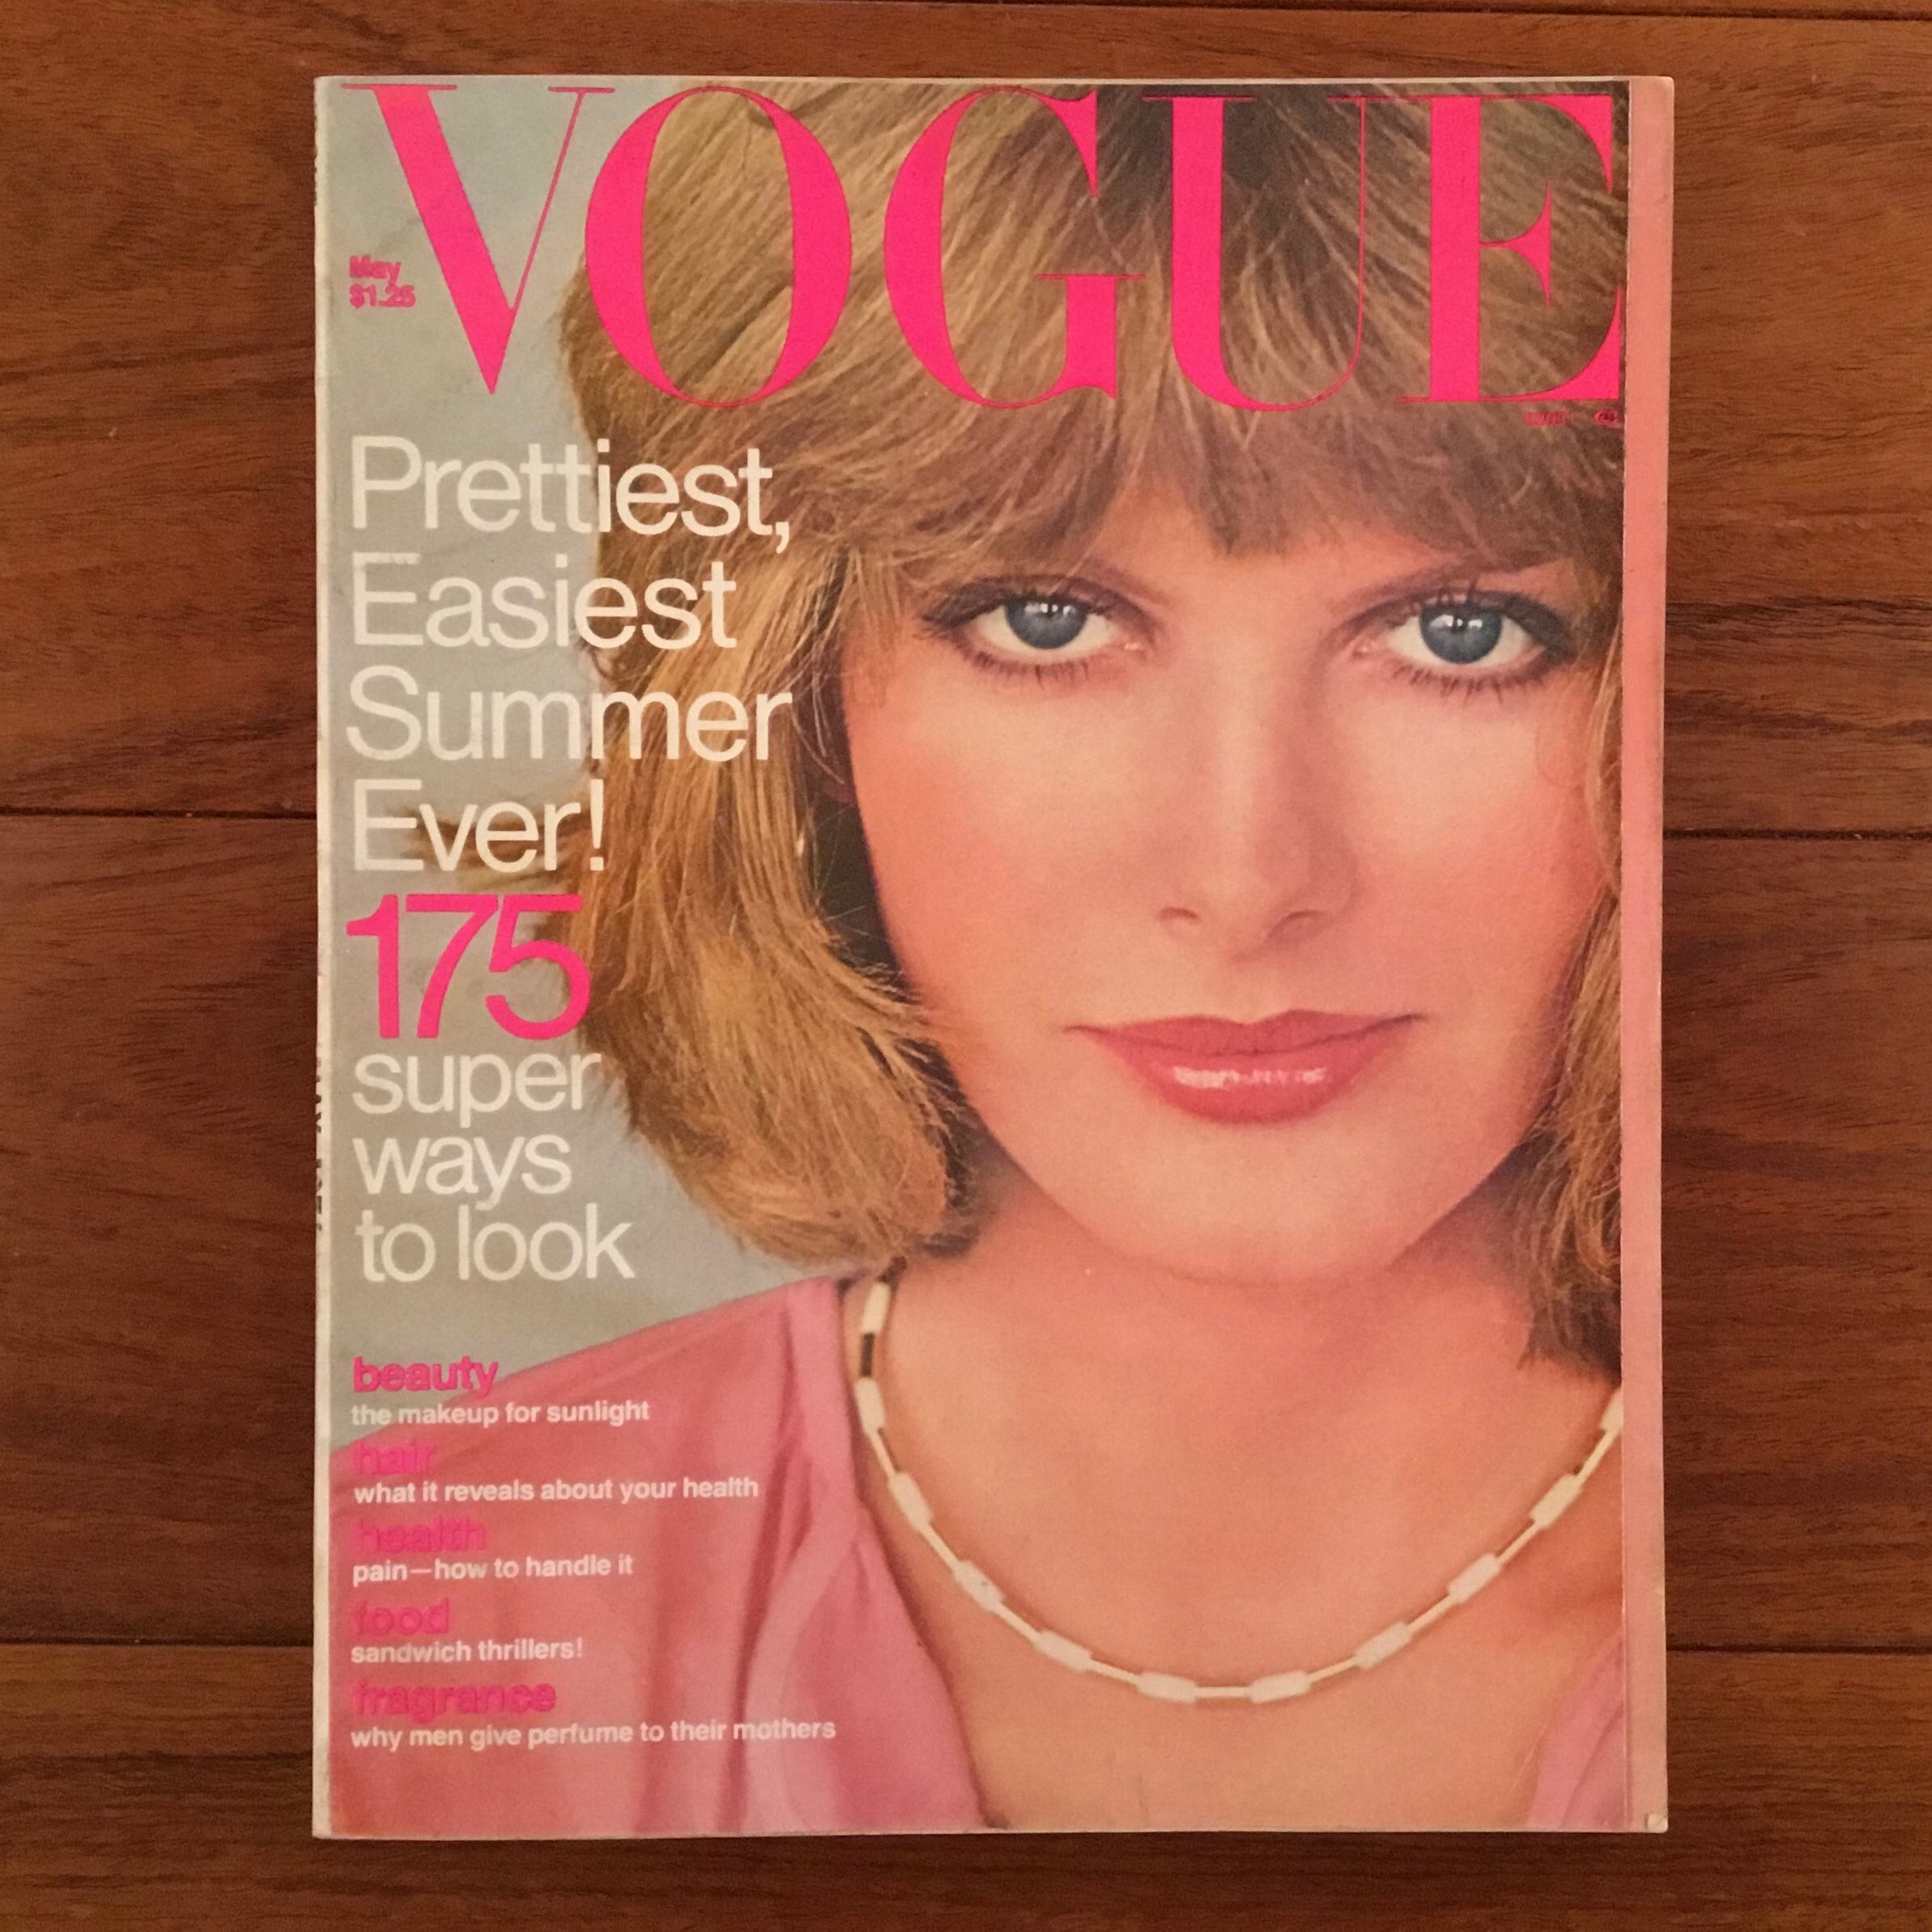 VOGUE
May
$1.25
Prettiest,
Easiest
Summer
Ever!
175
super
ways
to look
beauty
the makeup for sunlight
hair
what it reveals about your health
health
pain—how to handle it
food
sandwich thrillers!
fragrance
why men give perfume to their mothers